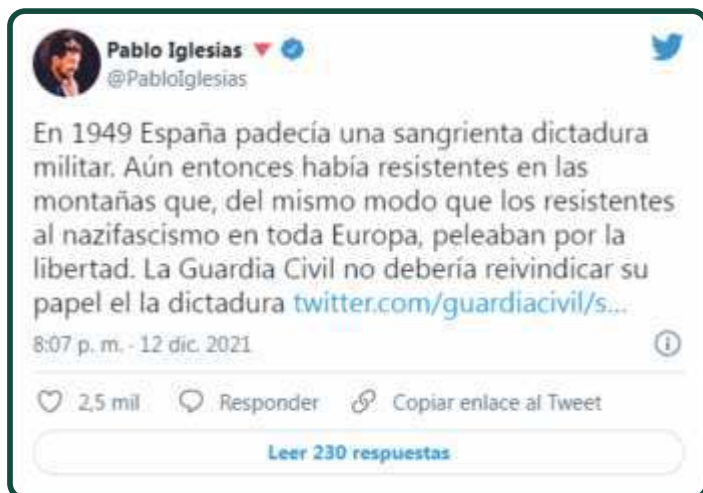 Pablo Iglesias
@PabloIglesias
En 1949 España padecía una sangrienta dictadura
militar. Aún entonces había resistentes en las
montañas que, del mismo modo que los resistentes
al nazifascismo en toda Europa, peleaban por la
libertad. La Guardia Civil no debería reivindicar su
papel el la dictadura twitter.com/guardiacivil/s...
8:07 p. m. · 12 dic. 2021
2,5 mil Responder Copiar enlace al Tweet
Leer 230 respuestas